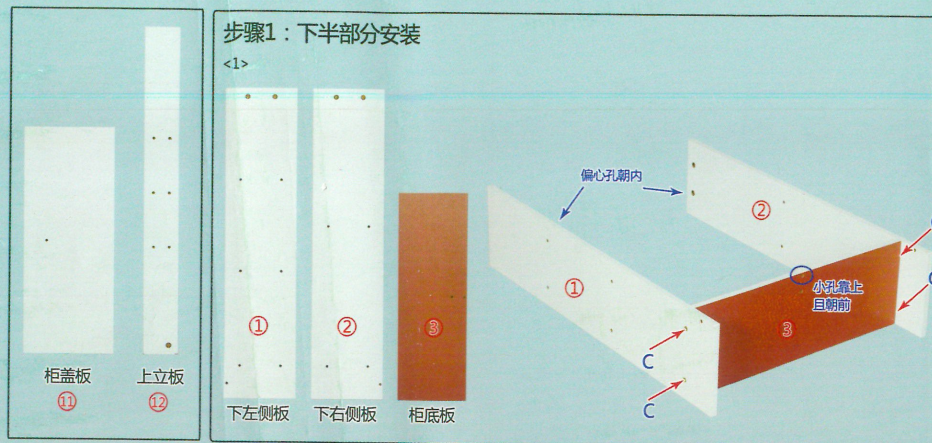 柜盖板
⑪
上立板
⑫
步骤1：下半部分安装
<1>
①
下左侧板
②
下右侧板
③
柜底板
偏心孔朝内
①
②
③
小孔靠上
且朝前
C
C